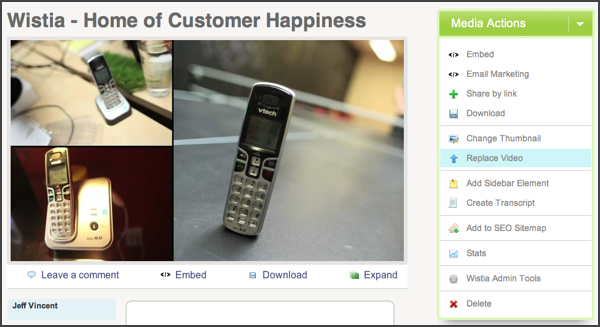 Wistia - Home of Customer Happiness
vtech
Leave a comment
Embed
Download
Expand
Jeff Vincent
Media Actions
Embed
Email Marketing
Share by link
Download
Change Thumbnail
Replace Video
Add Sidebar Element
Create Transcript
Add to SEO Sitemap
Stats
Wistia Admin Tools
Delete